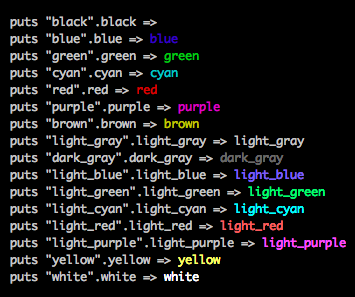 puts "black".black =>
puts "blue".blue => blue
puts "green".green => green
puts "cyan".cyan => cyan
puts "red".red => red
puts "purple".purple => purple
puts "brown".brown => brown
puts "light_gray".light_gray => light_gray
puts "dark_gray".dark_gray => dark_gray
puts "light_blue".light_blue => light_blue
puts "light_green".light_green => light_green
puts "light_cyan".light_cyan => light_cyan
puts "light_red".light_red => light_red
puts "light_purple".light_purple => light_purple
puts "yellow".yellow => yellow
puts "white".white => white